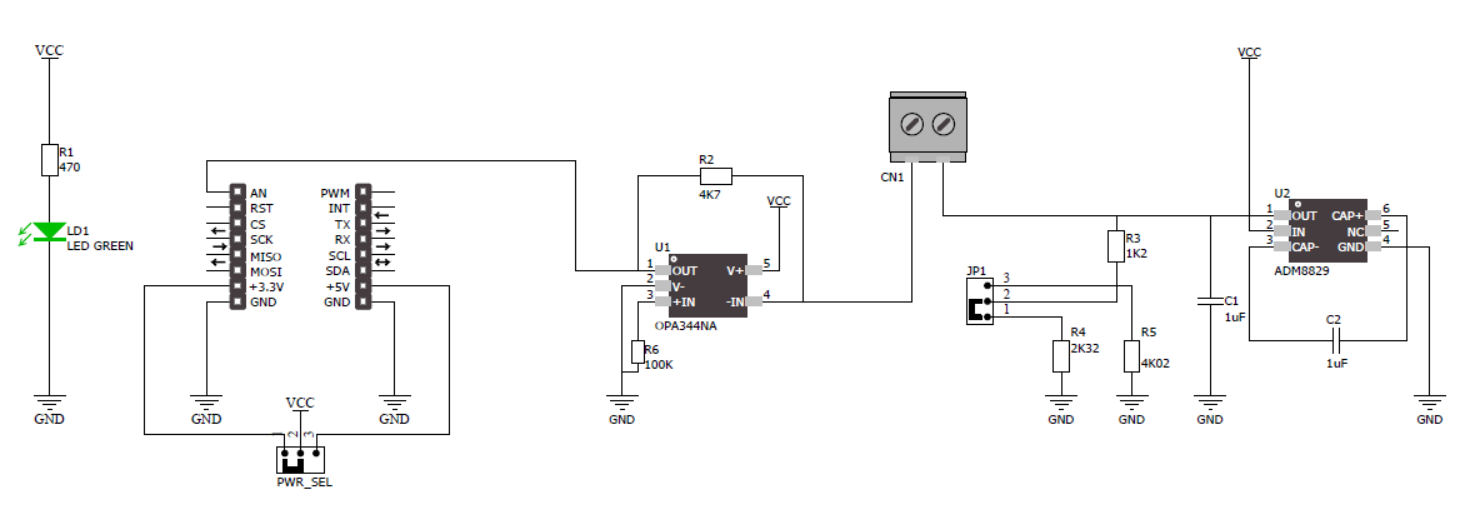 VCC
R1
470
LD1
LED GREEN
GND
AN
RST
CS
SCK
MISO
MOSI
+3.3V
GND
PWM
INT
TX
RX
SCL
SDA
+5V
GND
GND
GND
VCC
1
2
3
PWR_SEL
R2
4K7
VCC
U1
1
2
3
OUT
V-
+IN
V+
-IN
5
4
OPA344NA
R6
100K
GND
CN1
JP1
3
2
1
R3
1K2
R4
2K32
R5
4K02
GND
GND
C1
1uF
GND
VCC
U2
1
2
3
OUT
IN
CAP-
CAP+
NC
GND
6
5
4
ADM8829
C2
1uF
GND